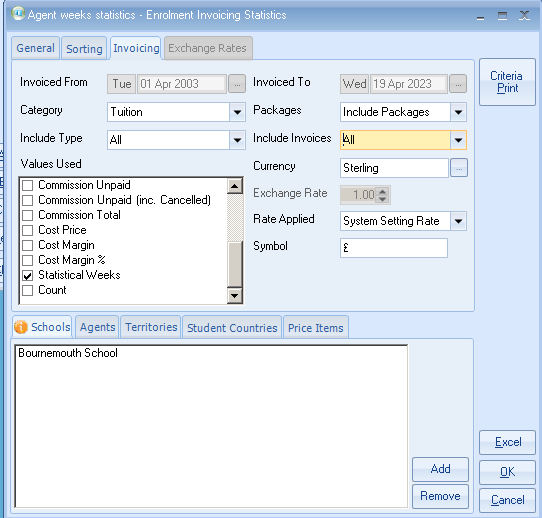 Agent weeks statistics - Enrolment Invoicing Statistics
General Sorting Invoicing Exchange Rates
Criteria
Print
Invoiced From Tue 01 Apr 2003 ... Invoiced To Wed 19 Apr 2023 ...
Category Tuition Packages Include Packages
Include Type All Include Invoices All
Values Used Currency Sterling ...
Commission Unpaid
Commission Unpaid (inc. Cancelled)
Commission Total
Cost Price
Cost Margin
Cost Margin %
Statistical Weeks
Count
Exchange Rate 1.00
Rate Applied System Setting Rate
Symbol £
Schools Agents Territories Student Countries Price Items
Bournemouth School
Add
Remove
Excel
OK
Cancel